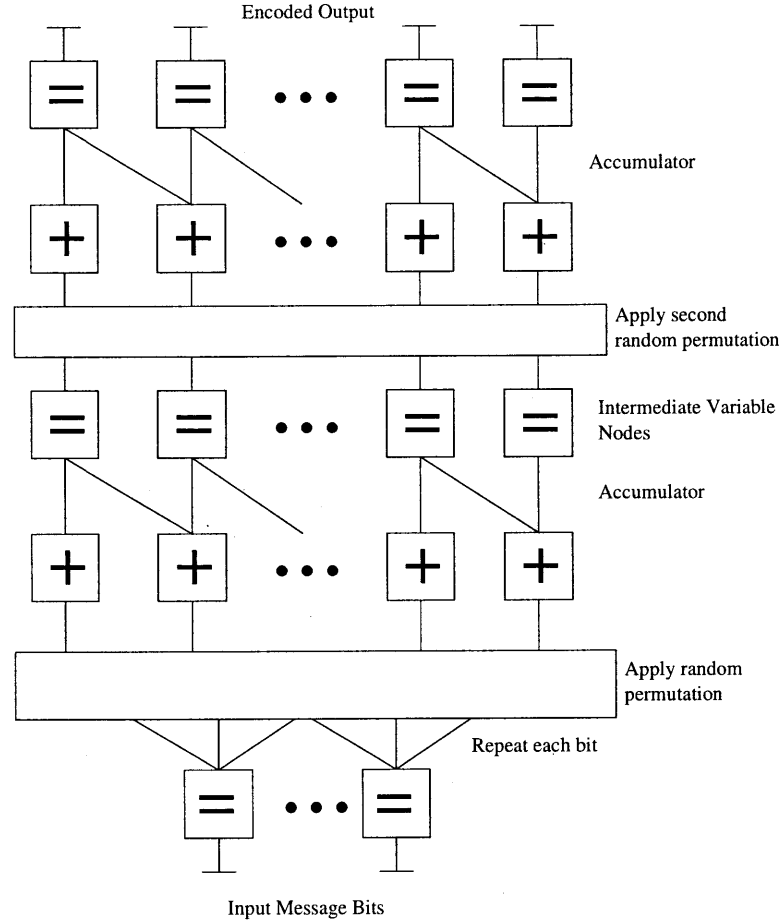 Encoded Output
= = = =
Accumulator
+ + + +
Apply second
random permutation
= = = =
Intermediate Variable
Nodes
Accumulator
+ + + +
Apply random
permutation
Repeat each bit
= =
Input Message Bits